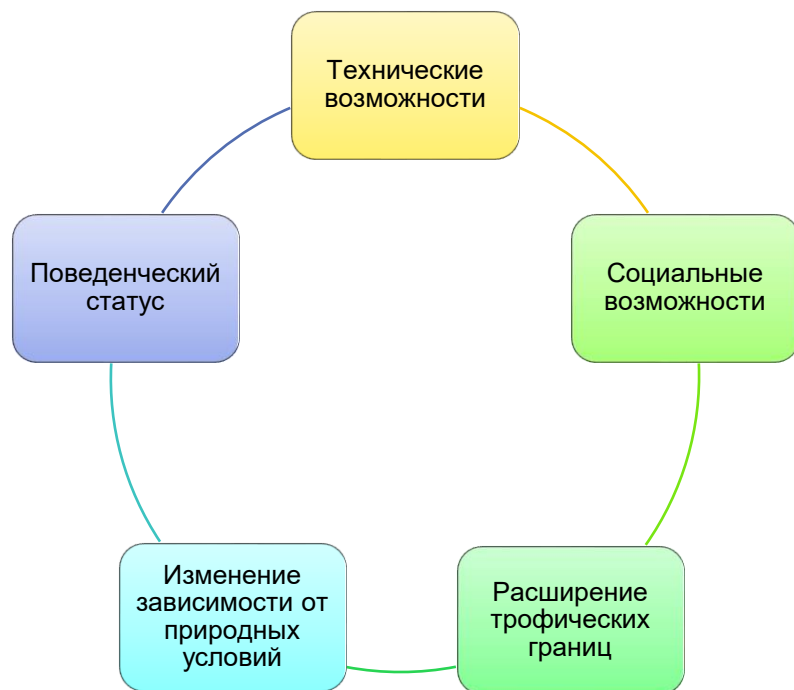 Технические
возможности
Социальные
возможности
Расширение
трофических
границ
Изменение
зависимости от
природных
условий
Поведенческий
статус